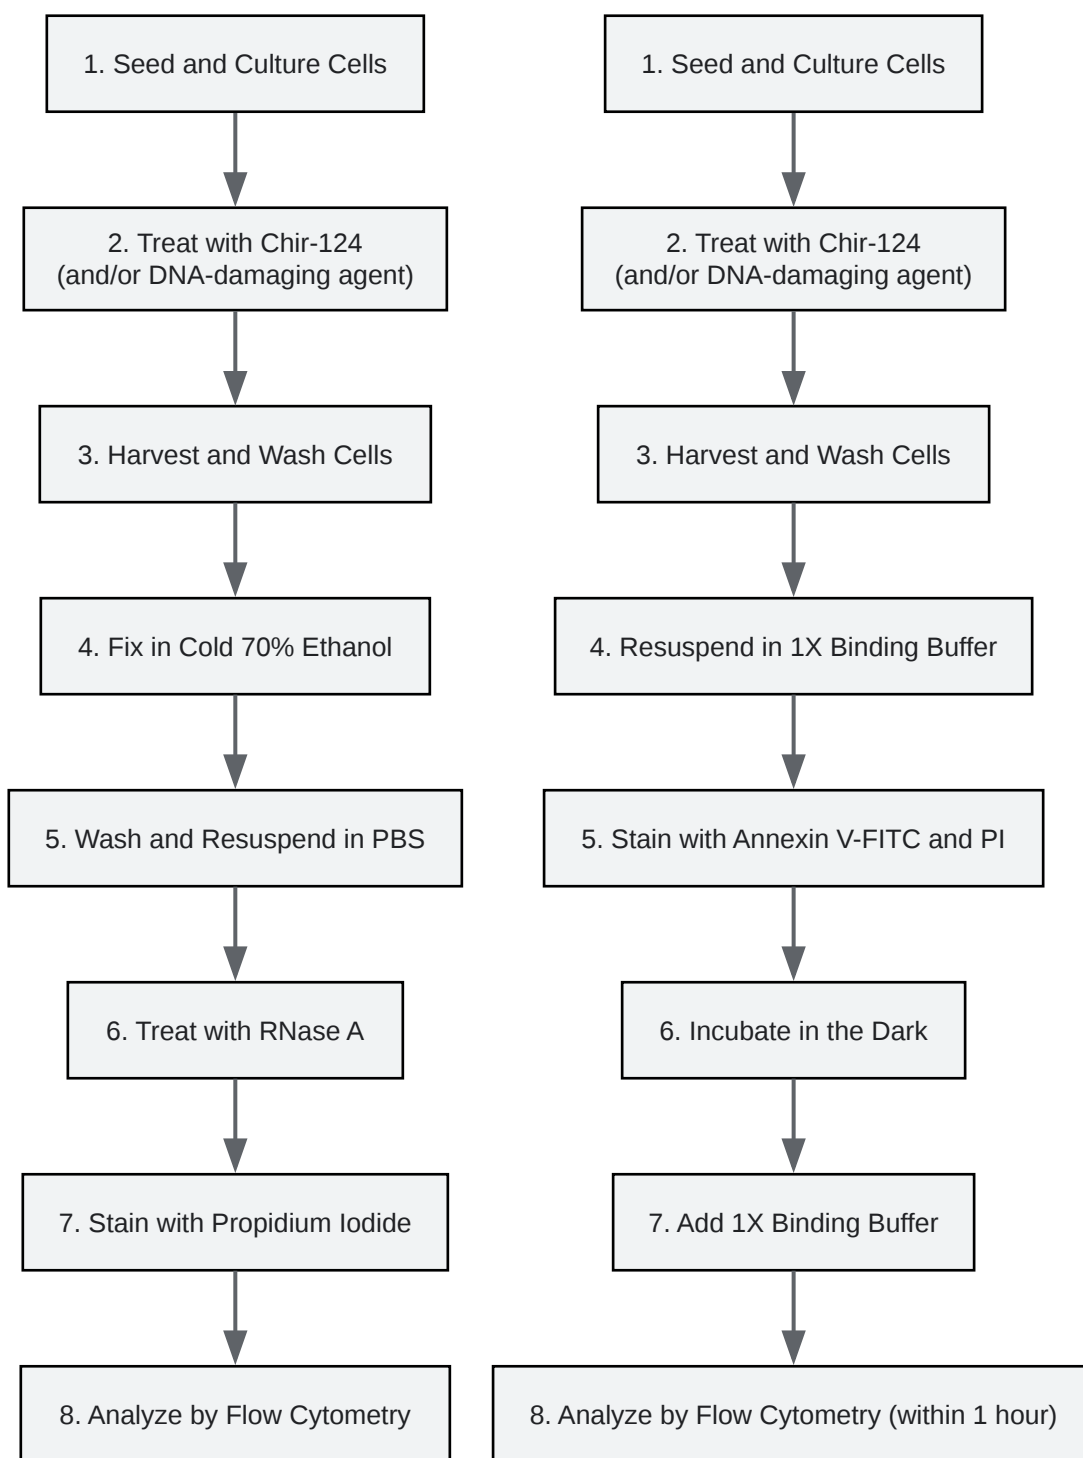 1. Seed and Culture Cells
2. Treat with Chir-124
(and/or DNA-damaging agent)
3. Harvest and Wash Cells
4. Fix in Cold 70% Ethanol
5. Wash and Resuspend in PBS
6. Treat with RNase A
7. Stain with Propidium Iodide
8. Analyze by Flow Cytometry
1. Seed and Culture Cells
2. Treat with Chir-124
(and/or DNA-damaging agent)
3. Harvest and Wash Cells
4. Resuspend in 1X Binding Buffer
5. Stain with Annexin V-FITC and PI
6. Incubate in the Dark
7. Add 1X Binding Buffer
8. Analyze by Flow Cytometry (within 1 hour)